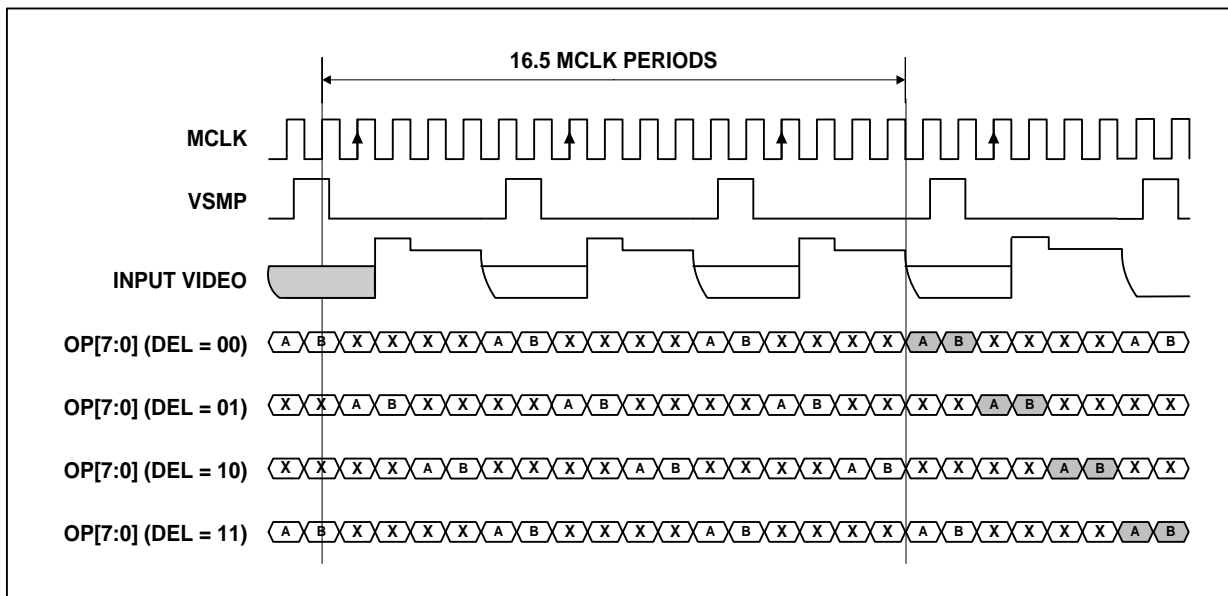 16.5 MCLK PERIODS
MCLK
VSMP
INPUT VIDEO
OP[7:0] (DEL = 00) A B X X X X A B X X X X A B X X X X A B X X X X A B
OP[7:0] (DEL = 01) X X A B X X X X A B X X X X A B X X X X A B X X X X
OP[7:0] (DEL = 10) X X X X A B X X X X A B X X X X A B X X X X A B X X
OP[7:0] (DEL = 11) A B X X X X A B X X X X A B X X X X A B X X X X A B